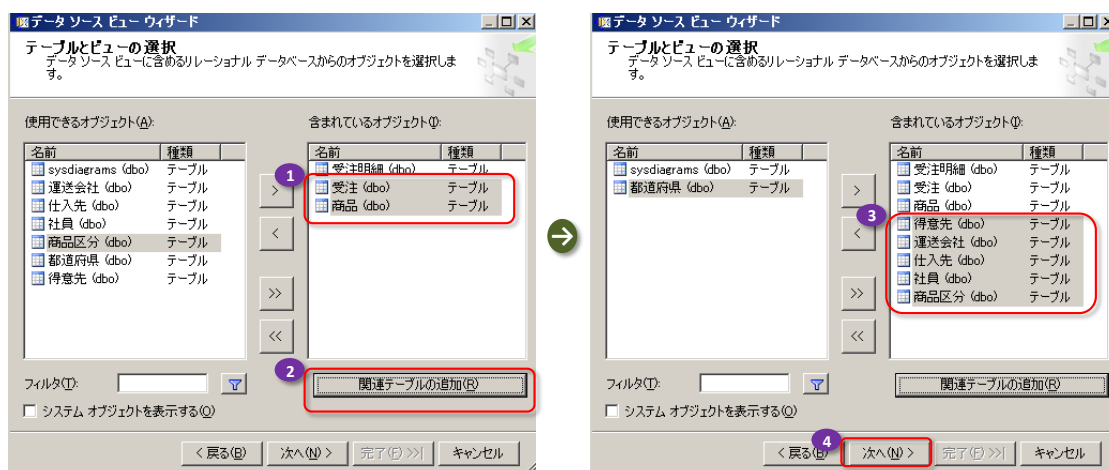 データ ソース ビュー ウィザード
テーブルとビューの選択
データ ソース ビューに含めるリレーショナル データベースからのオブジェクトを選択しま
す。
使用できるオブジェクト(A):
含まれているオブジェクト(I):
名前 種類
sysdiagrams (dbo) テーブル
運送会社 (dbo) テーブル
仕入先 (dbo) テーブル
社員 (dbo) テーブル
商品区分 (dbo) テーブル
都道府県 (dbo) テーブル
得意先 (dbo) テーブル
1
>
<
>>
<<
名前 種類
受注明細 (dbo) テーブル
受注 (dbo) テーブル
商品 (dbo) テーブル
2
フィルタ(T):
関連テーブルの追加(R)
システム オブジェクトを表示する(O)
< 戻る(B)
次へ(N) >
完了(F) >>|
キャンセル
データ ソース ビュー ウィザード
テーブルとビューの選択
データ ソース ビューに含めるリレーショナル データベースからのオブジェクトを選択しま
す。
使用できるオブジェクト(A):
含まれているオブジェクト(I):
名前 種類
sysdiagrams (dbo) テーブル
都道府県 (dbo) テーブル
>
3
<
>>
<<
名前 種類
受注明細 (dbo) テーブル
受注 (dbo) テーブル
商品 (dbo) テーブル
得意先 (dbo) テーブル
運送会社 (dbo) テーブル
仕入先 (dbo) テーブル
社員 (dbo) テーブル
商品区分 (dbo) テーブル
フィルタ(T):
関連テーブルの追加(R)
システム オブジェクトを表示する(O)
4
< 戻る(B)
次へ(N) >
完了(F) >>|
キャンセル